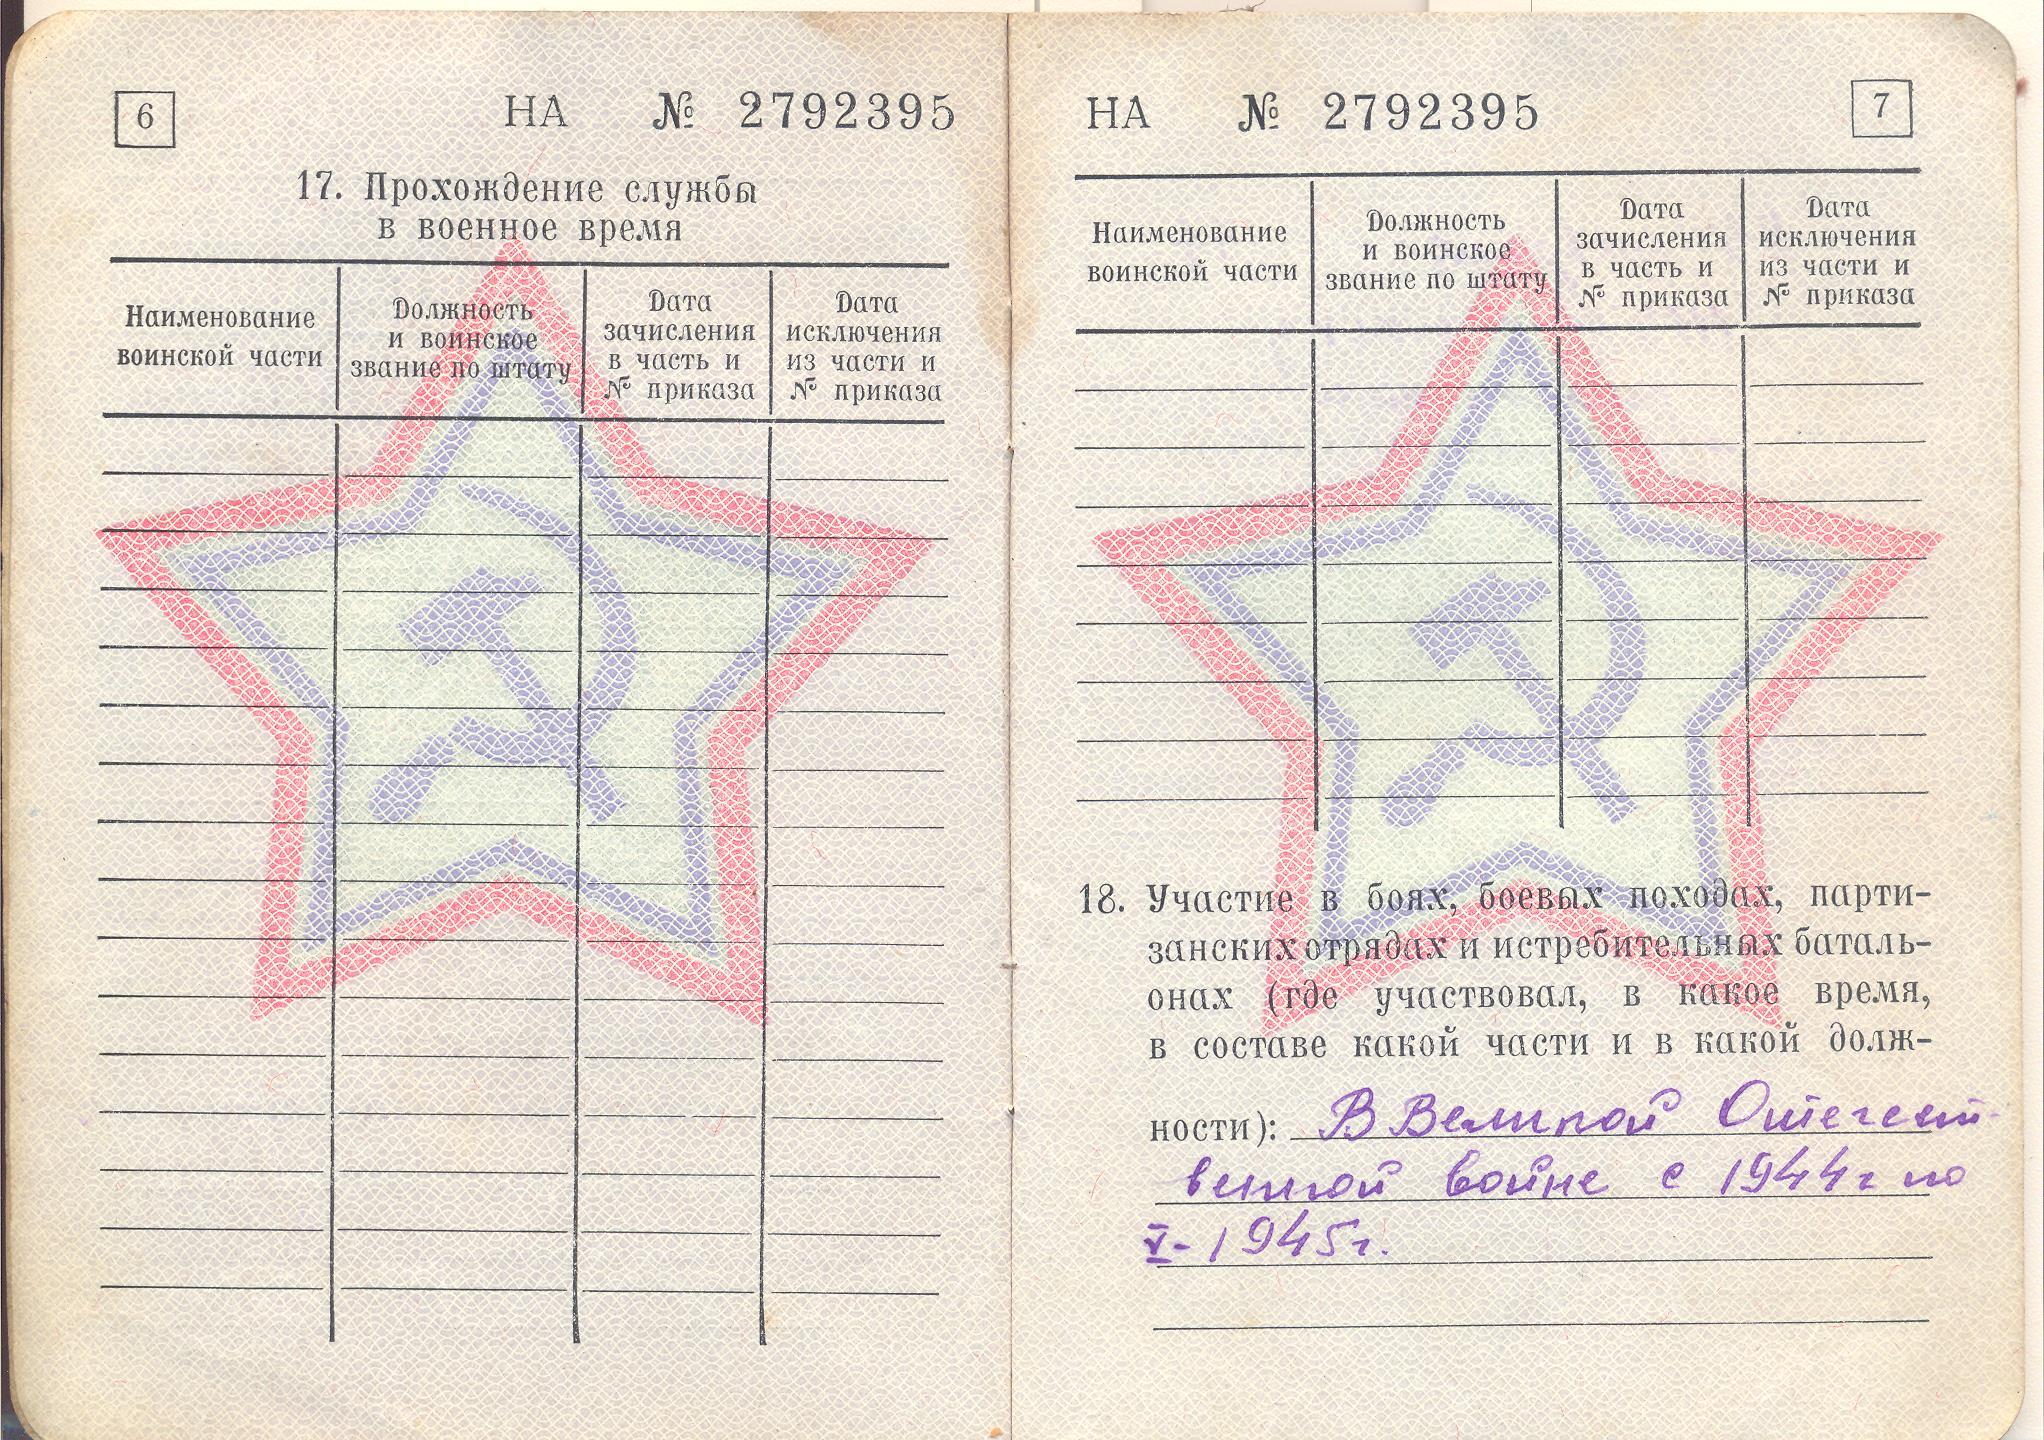 6
НА № 2792395
17. Прохождение службы
в военное время
Наименование
воинской части
Должность
и воинское
звание по штату
Дата
зачисления
в часть и
№ приказа
Дата
исключения
из части и
№ приказа
НА № 2792395
7
Наименование
воинской части
Должность
и воинское
звание по штату
Дата
зачисления
в часть и
№ приказа
Дата
исключения
из части и
№ приказа
18. Участие в боях, боевых походах, парти-
занских отрядах и истребительных баталь-
онах (где участвовал, в какое время,
в составе какой части и в какой долж-
ности): В Великой Отечест-
венной войне с 1944г по
V-1945г.